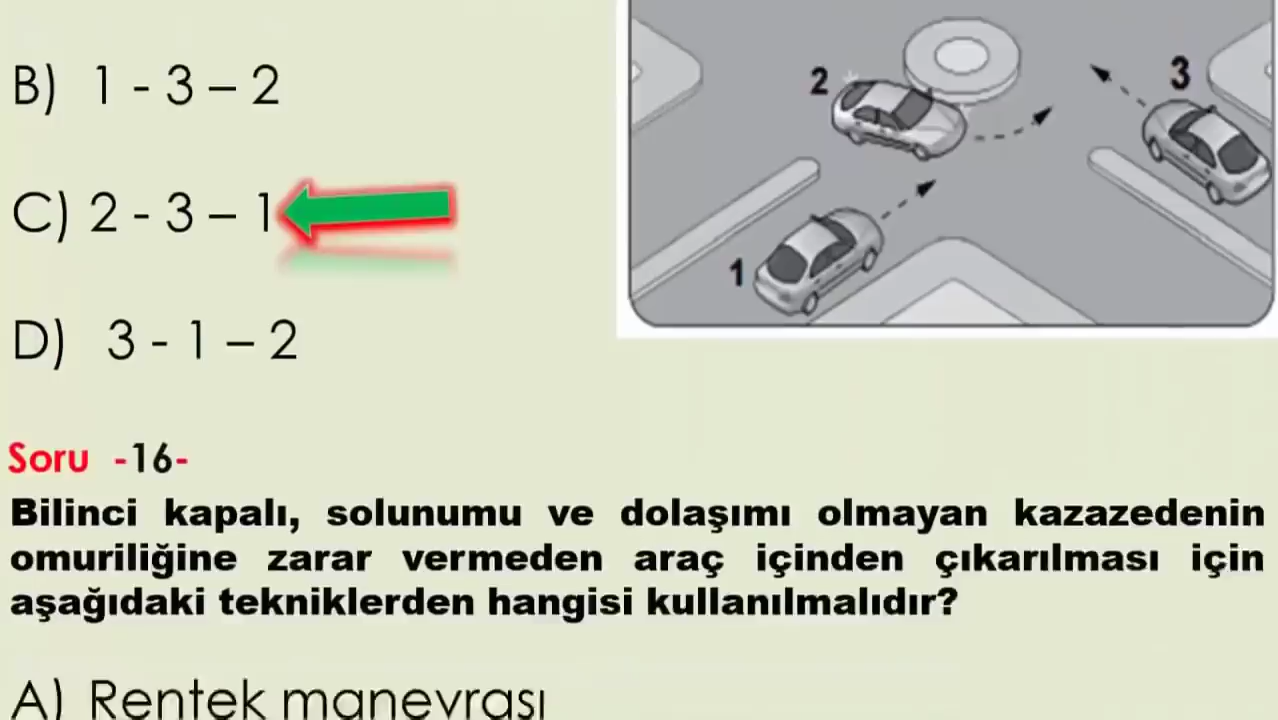 B) 1 - 3 – 2
C) 2 - 3 – 1
D) 3 - 1 – 2
2
3
1
Soru -16-
Bilinci kapalı, solunumu ve dolaşımı olmayan kazazedenin
omuriliğine zarar vermeden araç içinden çıkarılması için
aşağıdaki tekniklerden hangisi kullanılmalıdır?
A) Rentek manevrası